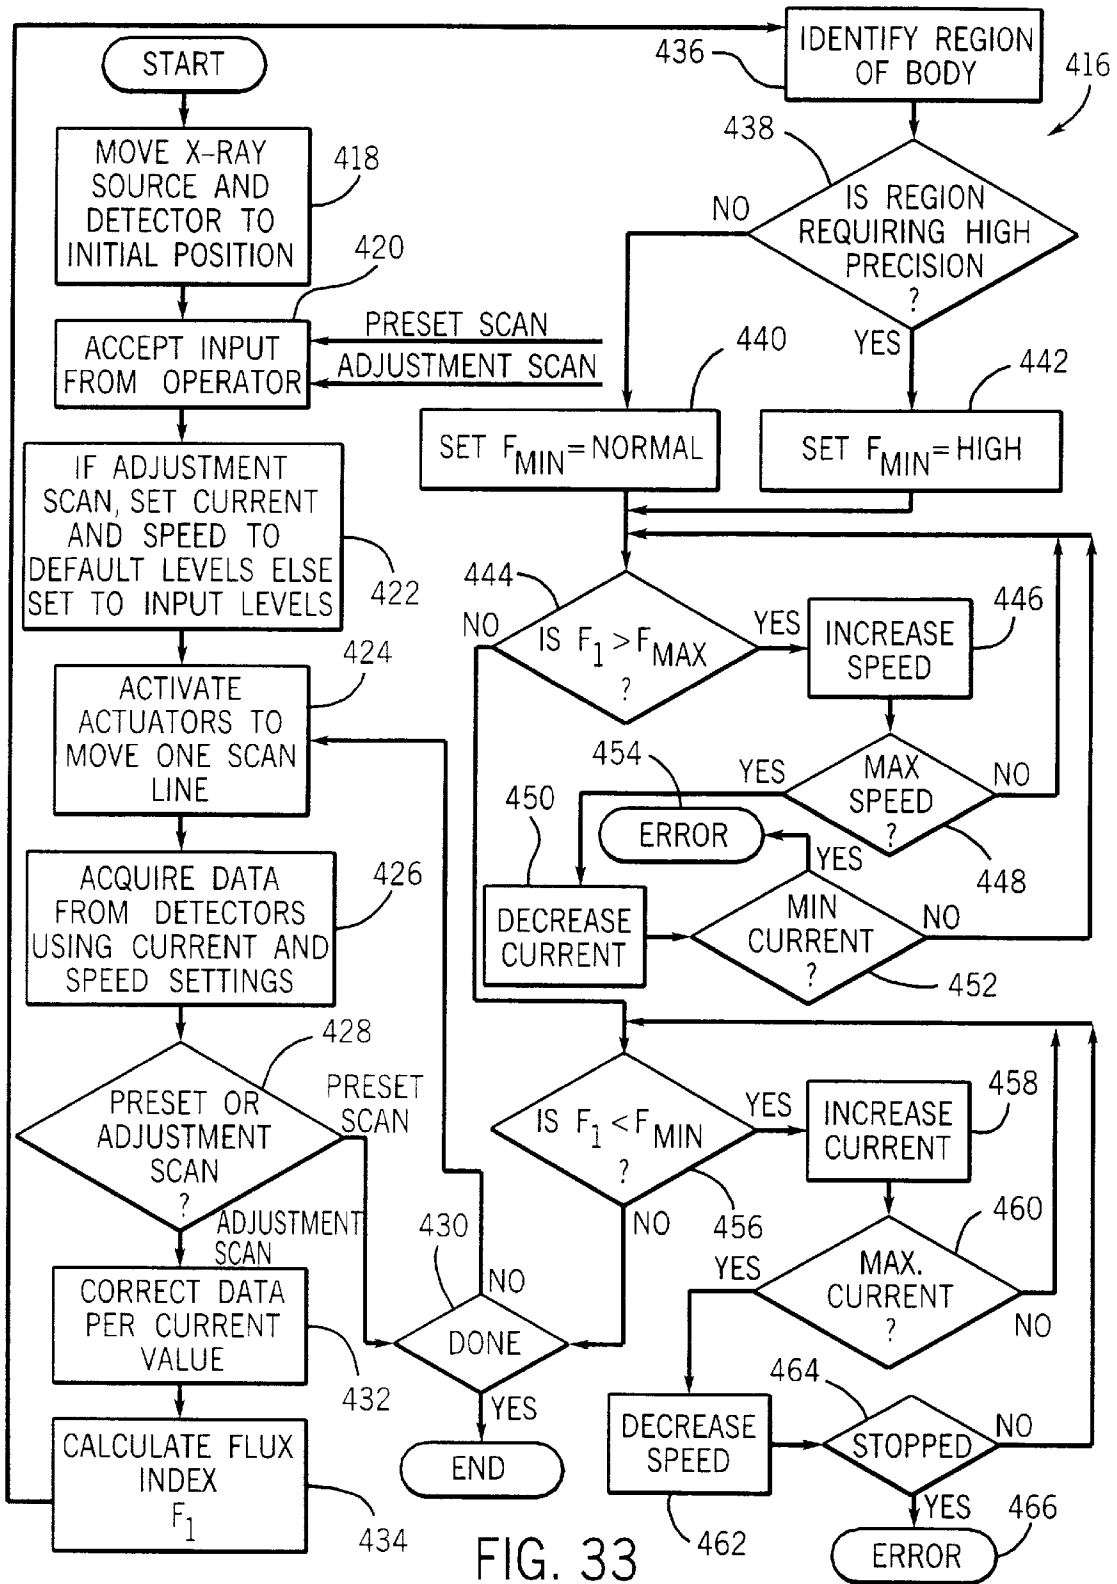 START
MOVE X-RAY
SOURCE AND
DETECTOR TO
INITIAL POSITION
418
420
ACCEPT INPUT
FROM OPERATOR
PRESET SCAN
ADJUSTMENT SCAN
IF ADJUSTMENT
SCAN, SET CURRENT
AND SPEED TO
DEFAULT LEVELS ELSE
SET TO INPUT LEVELS
422
424
ACTIVATE
ACTUATORS TO
MOVE ONE SCAN
LINE
ACQUIRE DATA
FROM DETECTORS
USING CURRENT AND
SPEED SETTINGS
426
428
PRESET OR
ADJUSTMENT
SCAN
?
PRESET
SCAN
ADJUSTMENT
SCAN
CORRECT DATA
PER CURRENT
VALUE
432
CALCULATE FLUX
INDEX
F1
434
430
NO
DONE
YES
END
436
IDENTIFY REGION
OF BODY
416
438
NO
IS REGION
REQUIRING HIGH
PRECISION
?
YES
440
442
SET FMIN=NORMAL
SET FMIN=HIGH
444
NO
IS F1>FMAX
?
YES
446
INCREASE
SPEED
YES
MAX
SPEED
?
NO
448
454
ERROR
YES
450
DECREASE
CURRENT
MIN
CURRENT
?
NO
452
IS F1<FMIN
?
YES
NO
456
458
INCREASE
CURRENT
460
YES
MAX.
CURRENT
?
NO
464
DECREASE
SPEED
462
STOPPED
NO
YES
466
ERROR
FIG. 33